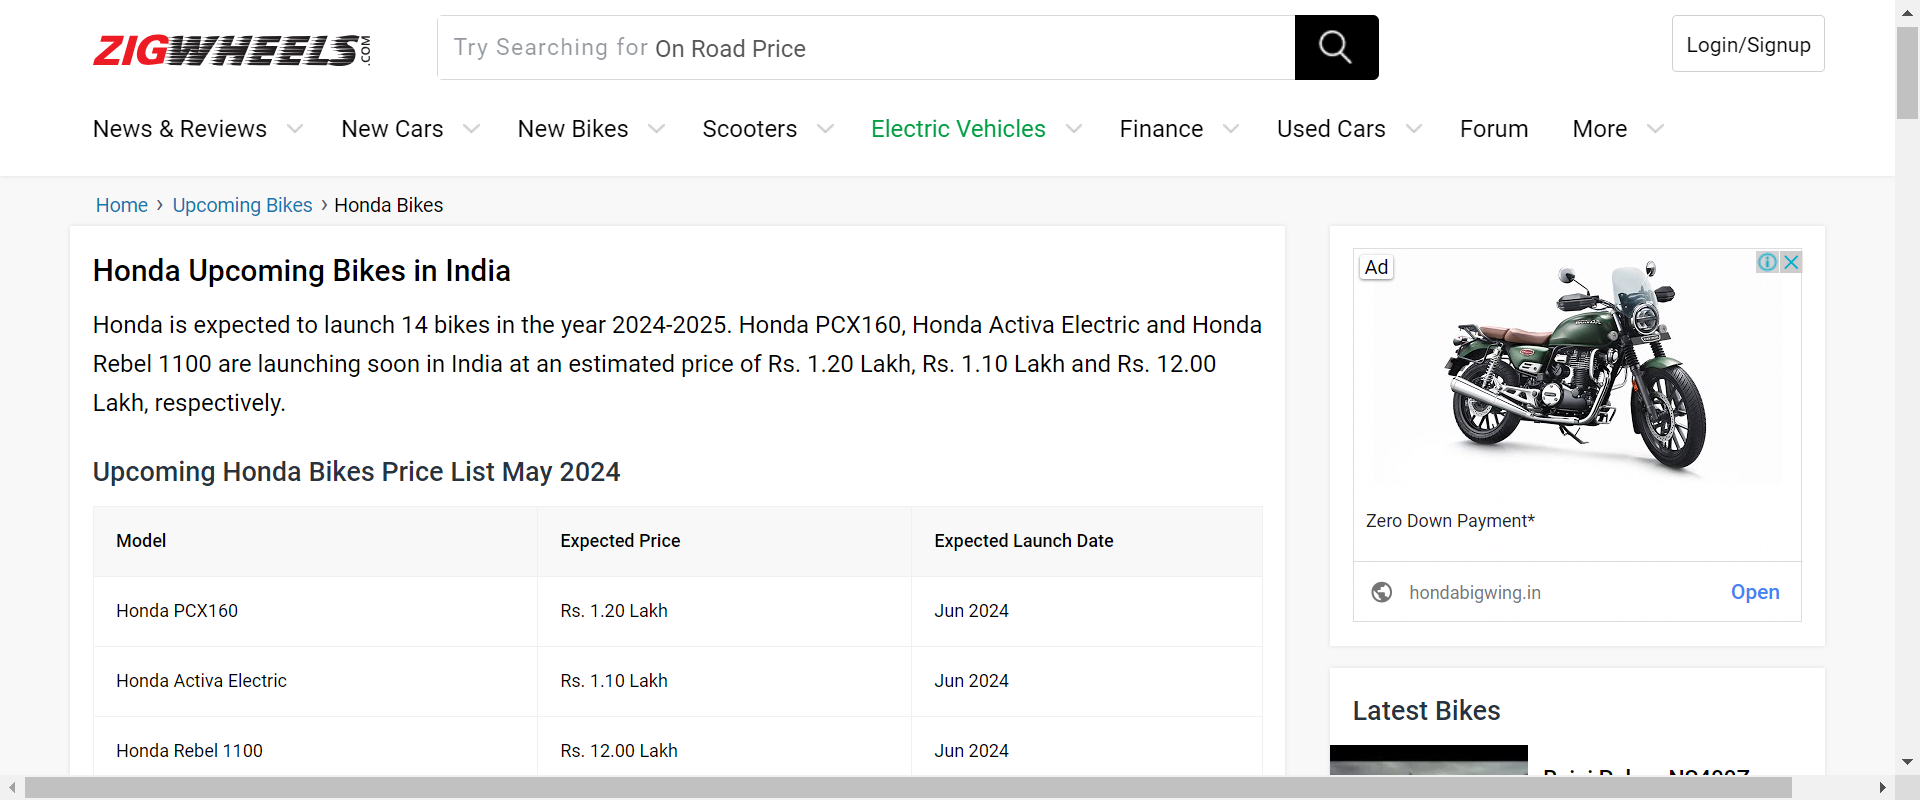 ZIGWHEELS.COM
Try Searching for On Road Price
Login/Signup
News & Reviews
New Cars
New Bikes
Scooters
Electric Vehicles
Finance
Used Cars
Forum
More
Home › Upcoming Bikes › Honda Bikes
Honda Upcoming Bikes in India
Honda is expected to launch 14 bikes in the year 2024-2025. Honda PCX160, Honda Activa Electric and Honda
Rebel 1100 are launching soon in India at an estimated price of Rs. 1.20 Lakh, Rs. 1.10 Lakh and Rs. 12.00
Lakh, respectively.
Upcoming Honda Bikes Price List May 2024
Model Expected Price Expected Launch Date
Honda PCX160 Rs. 1.20 Lakh Jun 2024
Honda Activa Electric Rs. 1.10 Lakh Jun 2024
Honda Rebel 1100 Rs. 12.00 Lakh Jun 2024
Ad
Zero Down Payment*
hondabigwing.in
Open
Latest Bikes